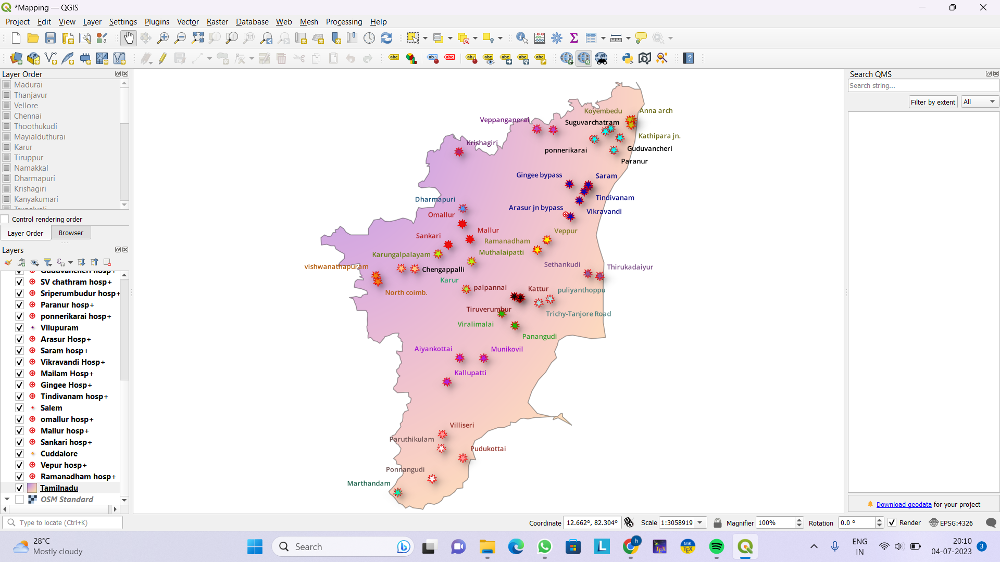 *Mapping — QGIS
Project Edit View Layer Settings Plugins Vector Raster Database Web Mesh Processing Help
Layer Order
Madurai
Thanjavur
Vellore
Chennai
Thoothukudi
Mayialduthurai
Karur
Tiruppur
Namakkal
Dharmapuri
Krishagiri
Kanyakumari
Control rendering order
Layer Order Browser
Layers
Guduvancheri hosp+
SV chathram hosp+
Sriperumbudur hosp+
Paranur hosp+
ponnerikarai hosp+
Vilupuram
Arasur Hosp+
Saram hosp+
Vikravandi Hosp+
Mailam Hosp+
Gingee Hosp+
Tindivanam hosp+
Salem
omallur hosp+
Mallur hosp+
Sankari hosp+
Cuddalore
Vepur hosp+
Ramanadham hosp+
Tamilnadu
OSM Standard
Koyembedu
Anna arch
Veppanganerai
Suguvarchatram
Kathipara jn.
Krishagiri
ponnerikarai
Guduvancheri
Paranur
Gingee bypass
Saram
Dharmapuri
Tindivanam
Arasur jn bypass
Vikravandi
Omallur
Mallur
Veppur
Sankari
Ramanadham
Karungalpalayam
Muthalaipatti
vishwanathapuram
Chengappalli
Sethankudi
Thirukadaiyur
Karur
palpannai
Kattur
puliyanthoppu
North coimb.
Tiruverumbur
Trichy-Tanjore Road
Viralimalai
Panangudi
Aiyankottai
Munikovil
Kallupatti
Villiseri
Paruthikulam
Pudukottai
Ponnangudi
Marthandam
Search QMS
Search string...
Filter by extent All
Download geodata for your project
Type to locate (Ctrl+K)
Coordinate 12.662°, 82.304° Scale 1:3058919 Magnifier 100% Rotation 0.0 ° Render EPSG:4326
28°C
Mostly cloudy
Search
ENG
IN
20:10
04-07-2023
3